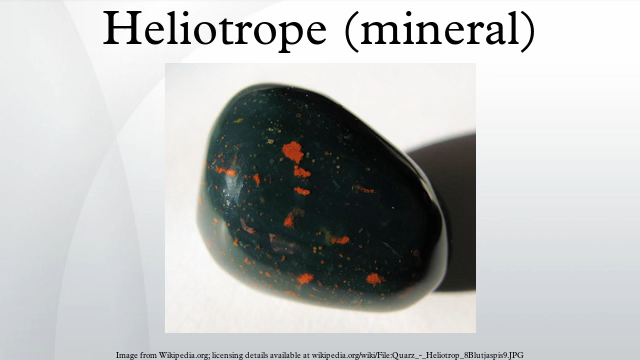 Heliotrope (mineral)
Image from Wikipedia.org; licensing details available at wikipedia.org/wiki/File:Quarz_-_Heliotrop_8Blutjaspis9.JPG